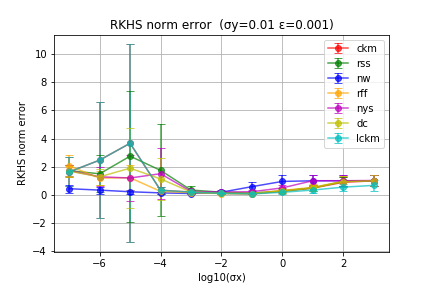 RKHS norm error (σy=0.01 ε=0.001)
ckm
rss
nw
rff
nys
dc
lckm
RKHS norm error
10
8
6
4
2
0
−2
−4
−6
−4
−2
0
2
log10(σx)